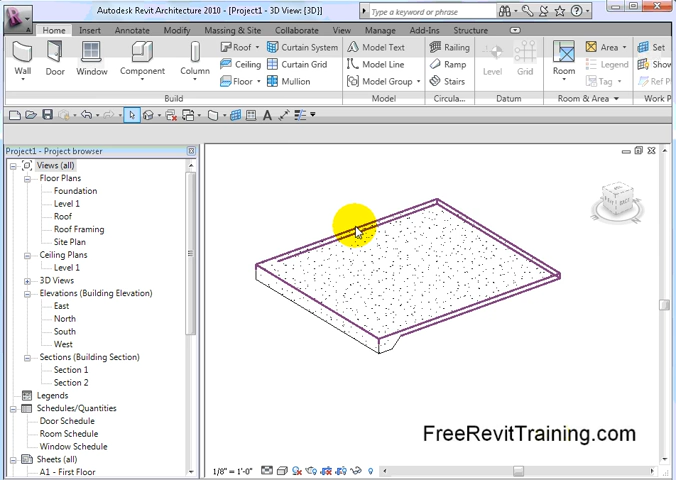 Autodesk Revit Architecture 2010 - [Project1 - 3D View: {3D}]
Type a keyword or phrase
Home Insert Annotate Modify Massing & Site Collaborate View Manage Add-Ins Structure
Wall Door Window Component Column
Roof
Ceiling
Floor
Curtain System
Curtain Grid
Mullion
Model Text
Model Line
Model Group
Railing
Ramp
Stairs
Level Grid
Room
Area
Legend
Tag
Set
Show
Ref P
Build Model Circula... Datum Room & Area Work P
Project1 - Project browser
Views (all)
Floor Plans
Foundation
Level 1
Roof
Roof Framing
Site Plan
Ceiling Plans
Level 1
3D Views
Elevations (Building Elevation)
East
North
South
West
Sections (Building Section)
Section 1
Section 2
Legends
Schedules/Quantities
Door Schedule
Room Schedule
Window Schedule
Sheets (all)
A1 - First Floor
FreeRevitTraining.com
1/8" = 1'-0"